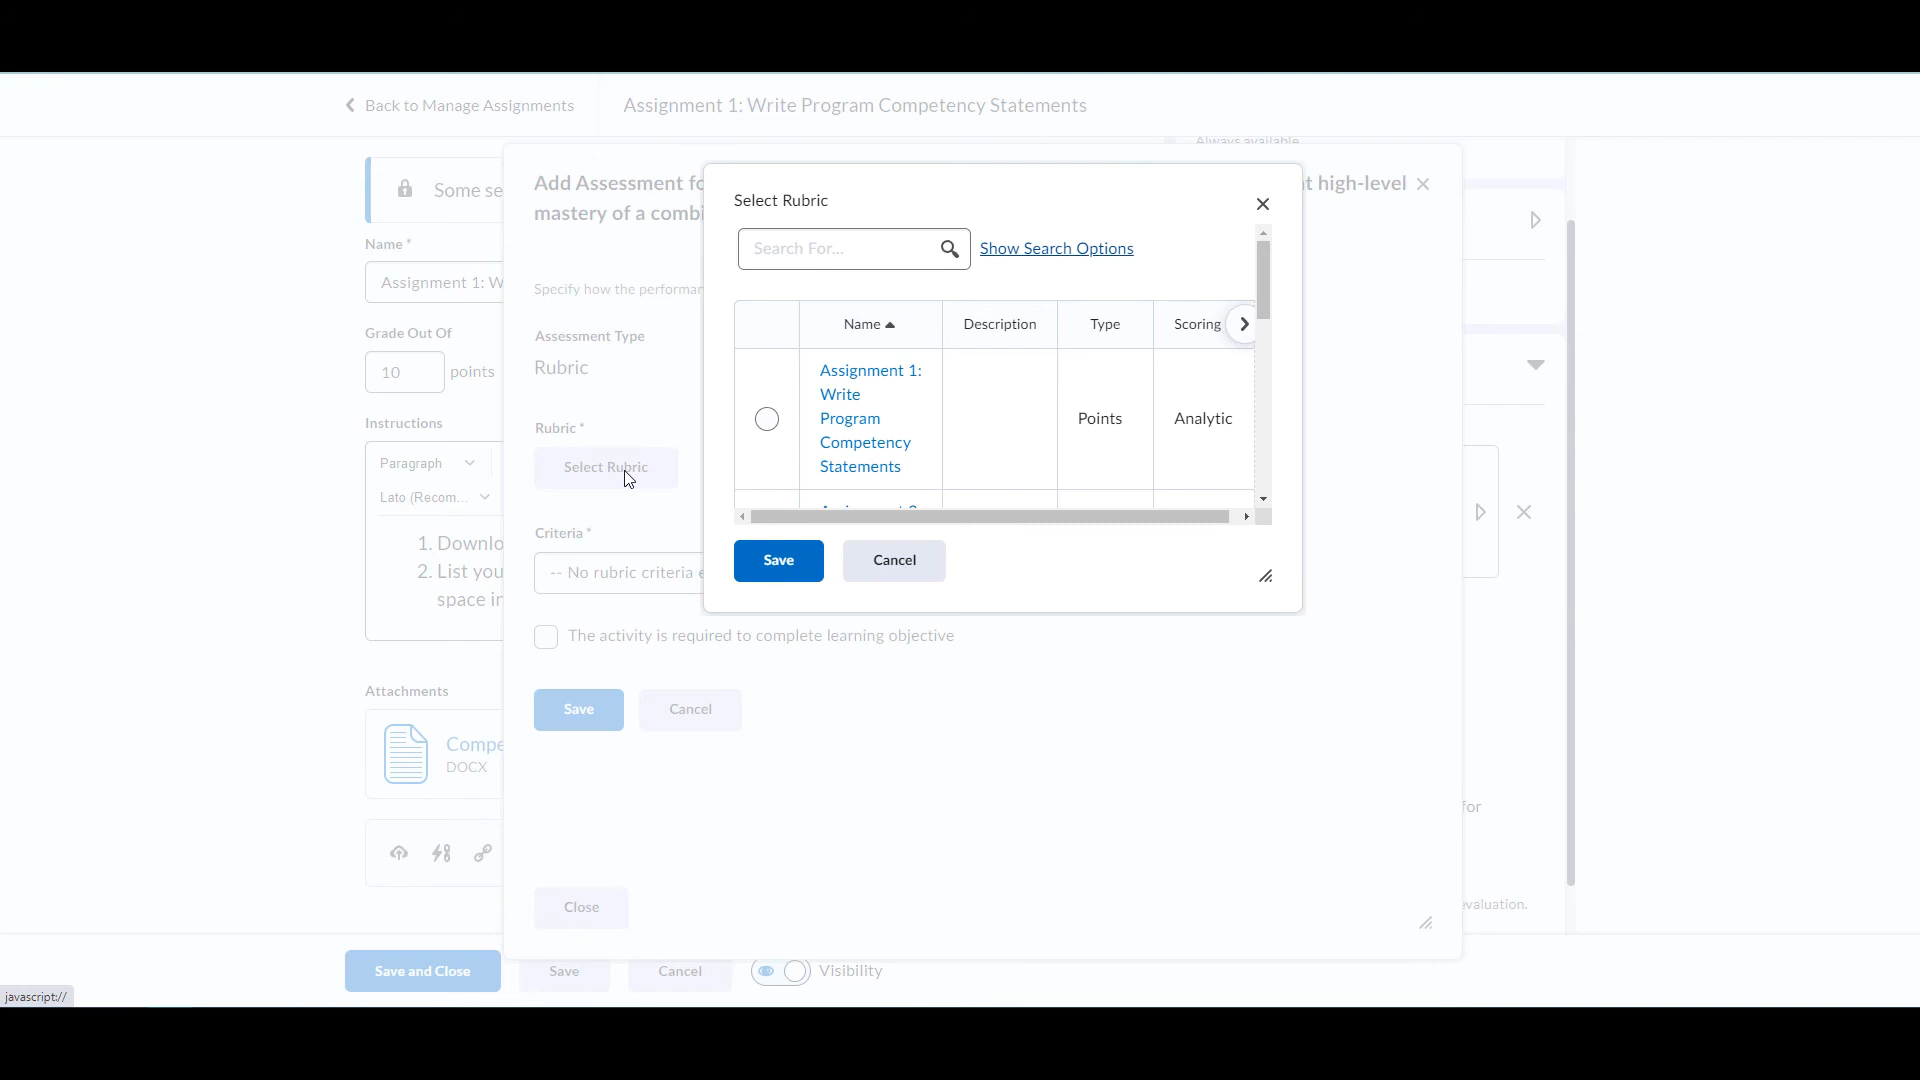 Back to Manage Assignments
Assignment 1: Write Program Competency Statements
Always available
Some se
Name *
Assignment 1: W
Grade Out Of
10 points
Instructions
Paragraph
Lato (Recom...
1. Downlo
2. List you
space in
Attachments
Compe
DOCX
Add Assessment fo
t high-level
mastery of a combi
Specify how the performan
Assessment Type
Rubric
Rubric *
Select Rubric
Criteria *
-- No rubric criteria e
The activity is required to complete learning objective
Save Cancel
Close
Select Rubric
Search For...
Show Search Options
Name Description Type Scoring
Assignment 1:
Write
Program
Competency
Statements
Points
Analytic
Save Cancel
for
evaluation.
Save and Close Save Cancel Visibility
javascript://